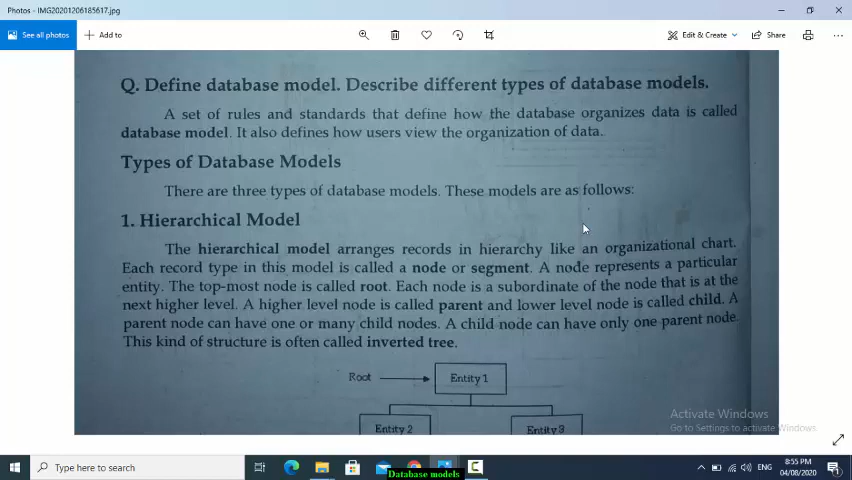 Photos - IMG20201206185617.jpg
See all photos
Add to
Edit & Create
Share
Q. Define database model. Describe different types of database models.
A set of rules and standards that define how the database organizes data is called
database model. It also defines how users view the organization of data.
Types of Database Models
There are three types of database models. These models are as follows:
1. Hierarchical Model
The hierarchical model arranges records in hierarchy like an organizational chart.
Each record type in this model is called a node or segment. A node represents a particular
entity. The top-most node is called root. Each node is a subordinate of the node that is at the
next higher level. A higher level node is called parent and lower level node is called child. A
parent node can have one or many child nodes. A child node can have only one parent node.
This kind of structure is often called inverted tree.
Root
Entity 1
Entity 2
Entity 3
Activate Windows
Go to Settings to activate Windows.
Type here to search
Database models
ENG
8:55 PM
04/08/2020